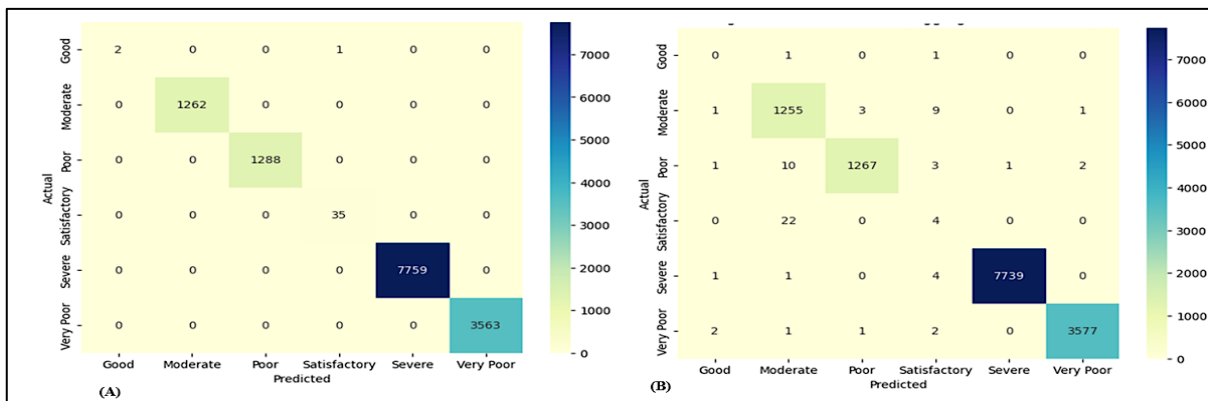 Good 2 0 0 1 0 0
Moderate 0 1262 0 0 0 0
Poor 0 0 1288 0 0 0
Satisfactory 0 0 0 35 0 0
Severe 0 0 0 0 7759 0
Very Poor 0 0 0 0 0 3563
Good Moderate Poor Satisfactory Severe Very Poor
Actual
Predicted
7000
6000
5000
4000
3000
2000
1000
0
(A)
Good 0 1 0 1 0 0
Moderate 1 1255 3 9 0 1
Poor 1 10 1267 3 1 2
Satisfactory 0 22 0 4 0 0
Severe 1 1 0 4 7739 0
Very Poor 2 1 1 2 0 3577
Good Moderate Poor Satisfactory Severe Very Poor
Actual
Predicted
7000
6000
5000
4000
3000
2000
1000
0
(B)